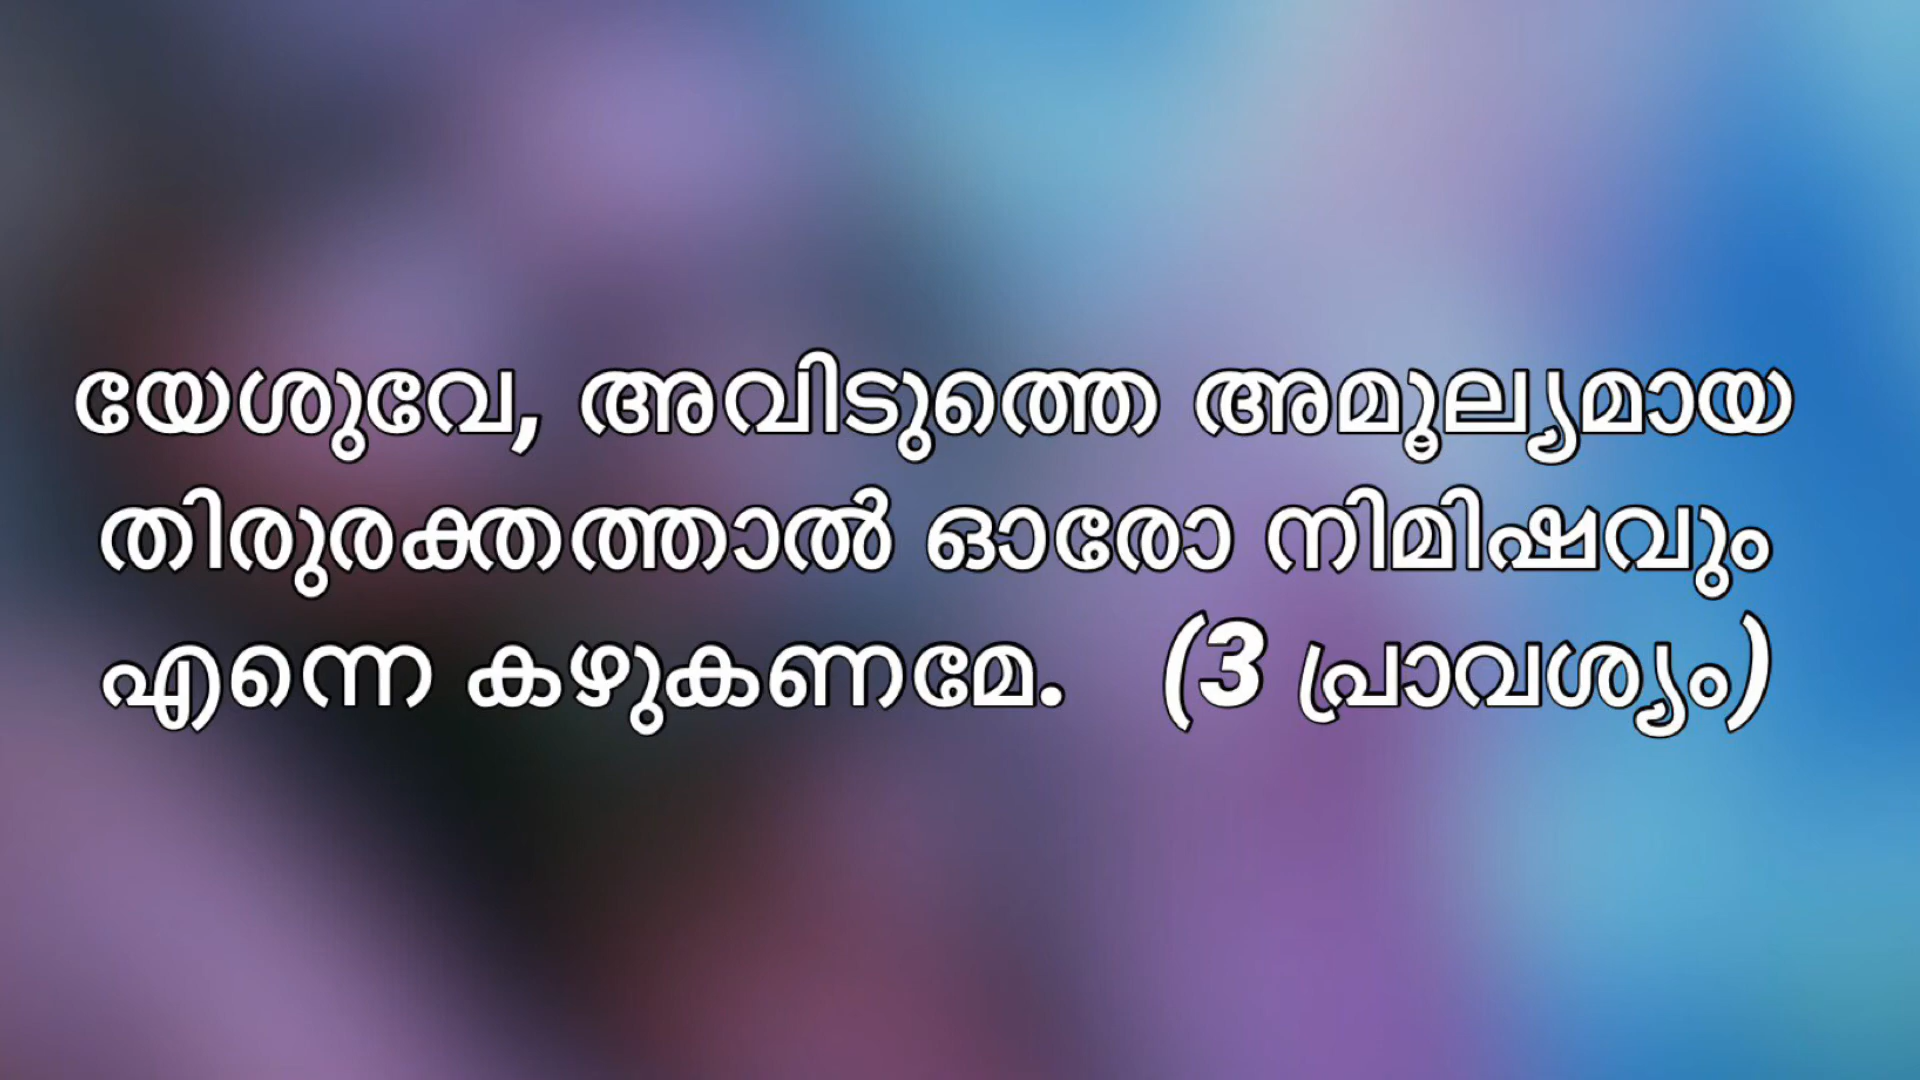 യേശുവേ, അവിടുത്തെ അമൂല്യമായ
തിരുരക്തത്താൽ ഓരോ നിമിഷവും
എന്നെ കഴുകണമേ. (3 പ്രാവശ്യം)